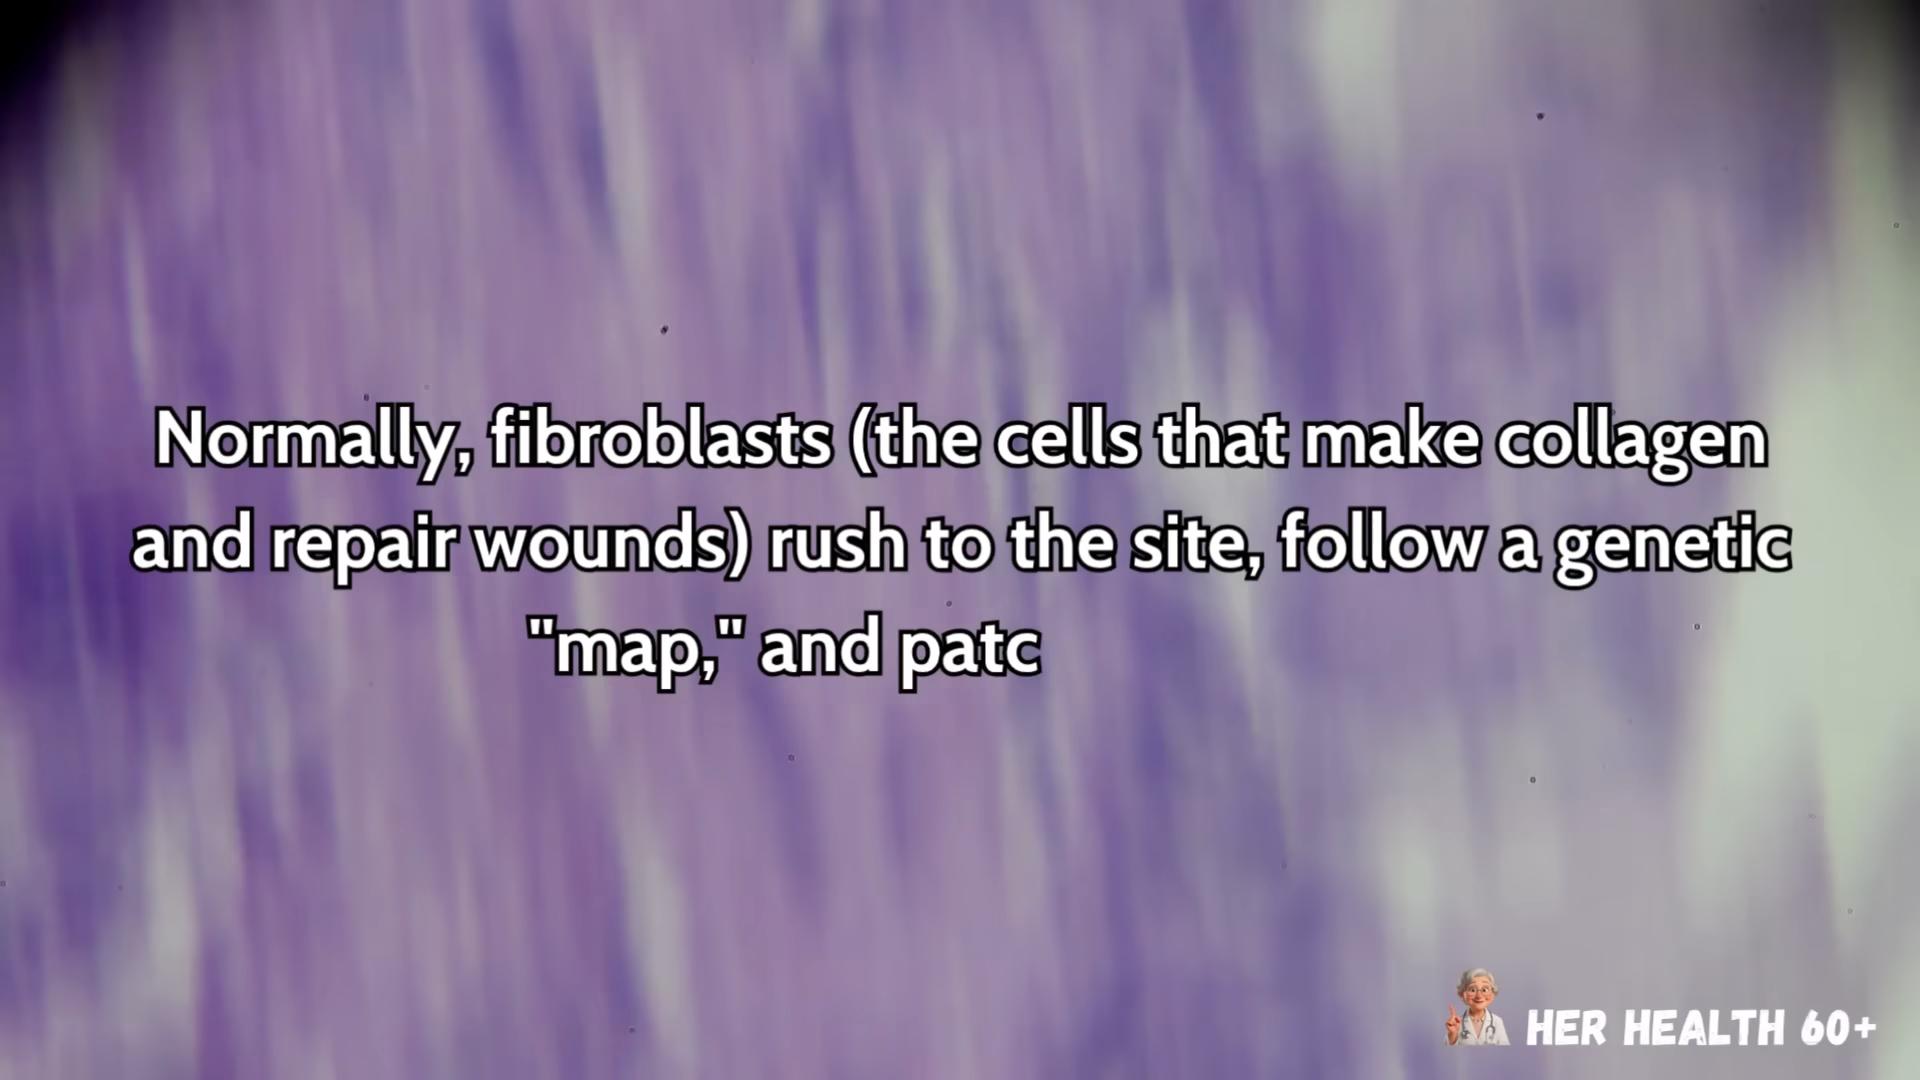 Normally, fibroblasts (the cells that make collagen
and repair wounds) rush to the site, follow a genetic
"map," and patc
HER HEALTH 60+